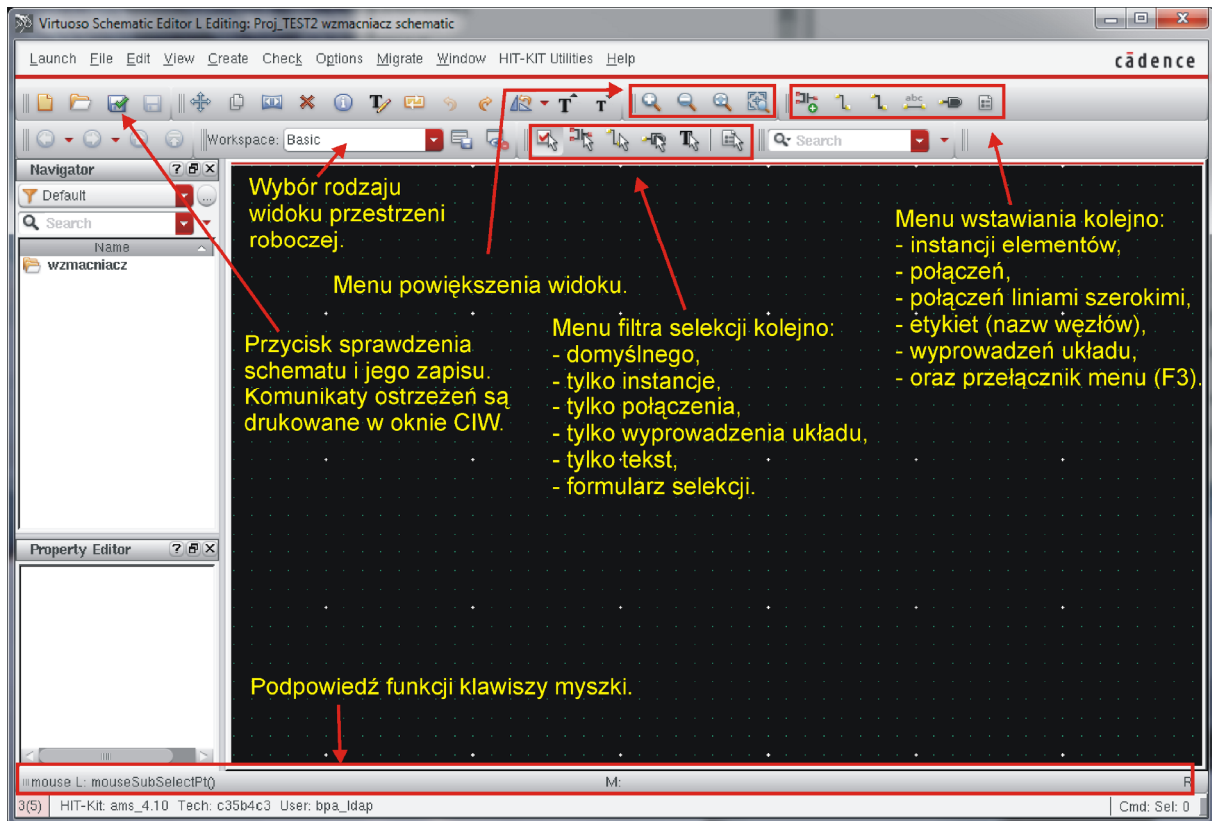 Virtuoso Schematic Editor L Editing: Proj_TEST2 wzmacniacz schematic
Launch File Edit View Create Check Options Migrate Window HIT-KIT Utilities Help
cādence
Workspace: Basic
Search
Navigator
Default
Search
Name
wzmacniacz
Property Editor
Wybór rodzaju
widoku przestrzeni
roboczej.
Menu powiększenia widoku.
Przycisk sprawdzenia
schematu i jego zapisu.
Komunikaty ostrzeżeń są
drukowane w oknie CIW.
Menu filtra selekcji kolejno:
- domyślnego,
- tylko instancje,
- tylko połączenia,
- tylko wyprowadzenia układu,
- tylko tekst,
- formularz selekcji.
Menu wstawiania kolejno:
- instancji elementów,
- połączeń,
- połączeń liniami szerokimi,
- etykiet (nazw węzłów),
- wyprowadzeń układu,
- oraz przełącznik menu (F3).
Podpowiedź funkcji klawiszy myszki.
mouse L: mouseSubSelectPt() M: R
3(5) HIT-Kit: ams_4.10 Tech: c35b4c3 User: bpa_ldap Cmd: Sel: 0